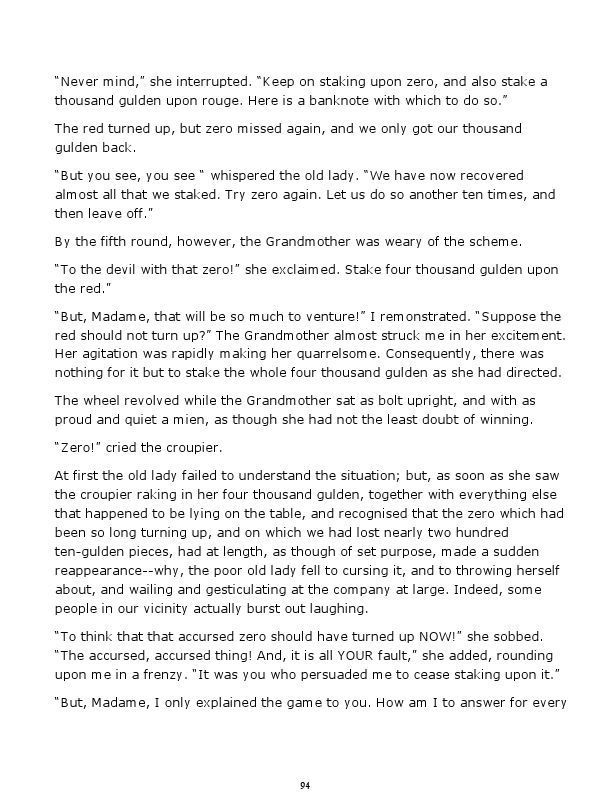 “Never mind,” she interrupted. “Keep on staking upon zero, and also stake a
thousand gulden upon rouge. Here is a banknote with which to do so.”
The red turned up, but zero missed again, and we only got our thousand
gulden back.
“But you see, you see “ whispered the old lady. “We have now recovered
almost all that we staked. Try zero again. Let us do so another ten times, and
then leave off.”
By the fifth round, however, the Grandmother was weary of the scheme.
“To the devil with that zero!” she exclaimed. Stake four thousand gulden upon
the red.”
“But, Madame, that will be so much to venture!” I remonstrated. “Suppose the
red should not turn up?” The Grandmother almost struck me in her excitement.
Her agitation was rapidly making her quarrelsome. Consequently, there was
nothing for it but to stake the whole four thousand gulden as she had directed.
The wheel revolved while the Grandmother sat as bolt upright, and with as
proud and quiet a mien, as though she had not the least doubt of winning.
“Zero!” cried the croupier.
At first the old lady failed to understand the situation; but, as soon as she saw
the croupier raking in her four thousand gulden, together with everything else
that happened to be lying on the table, and recognised that the zero which had
been so long turning up, and on which we had lost nearly two hundred
ten-gulden pieces, had at length, as though of set purpose, made a sudden
reappearance--why, the poor old lady fell to cursing it, and to throwing herself
about, and wailing and gesticulating at the company at large. Indeed, some
people in our vicinity actually burst out laughing.
“To think that that accursed zero should have turned up NOW!” she sobbed.
“The accursed, accursed thing! And, it is all YOUR fault,” she added, rounding
upon me in a frenzy. “It was you who persuaded me to cease staking upon it.”
“But, Madame, I only explained the game to you. How am I to answer for every
94